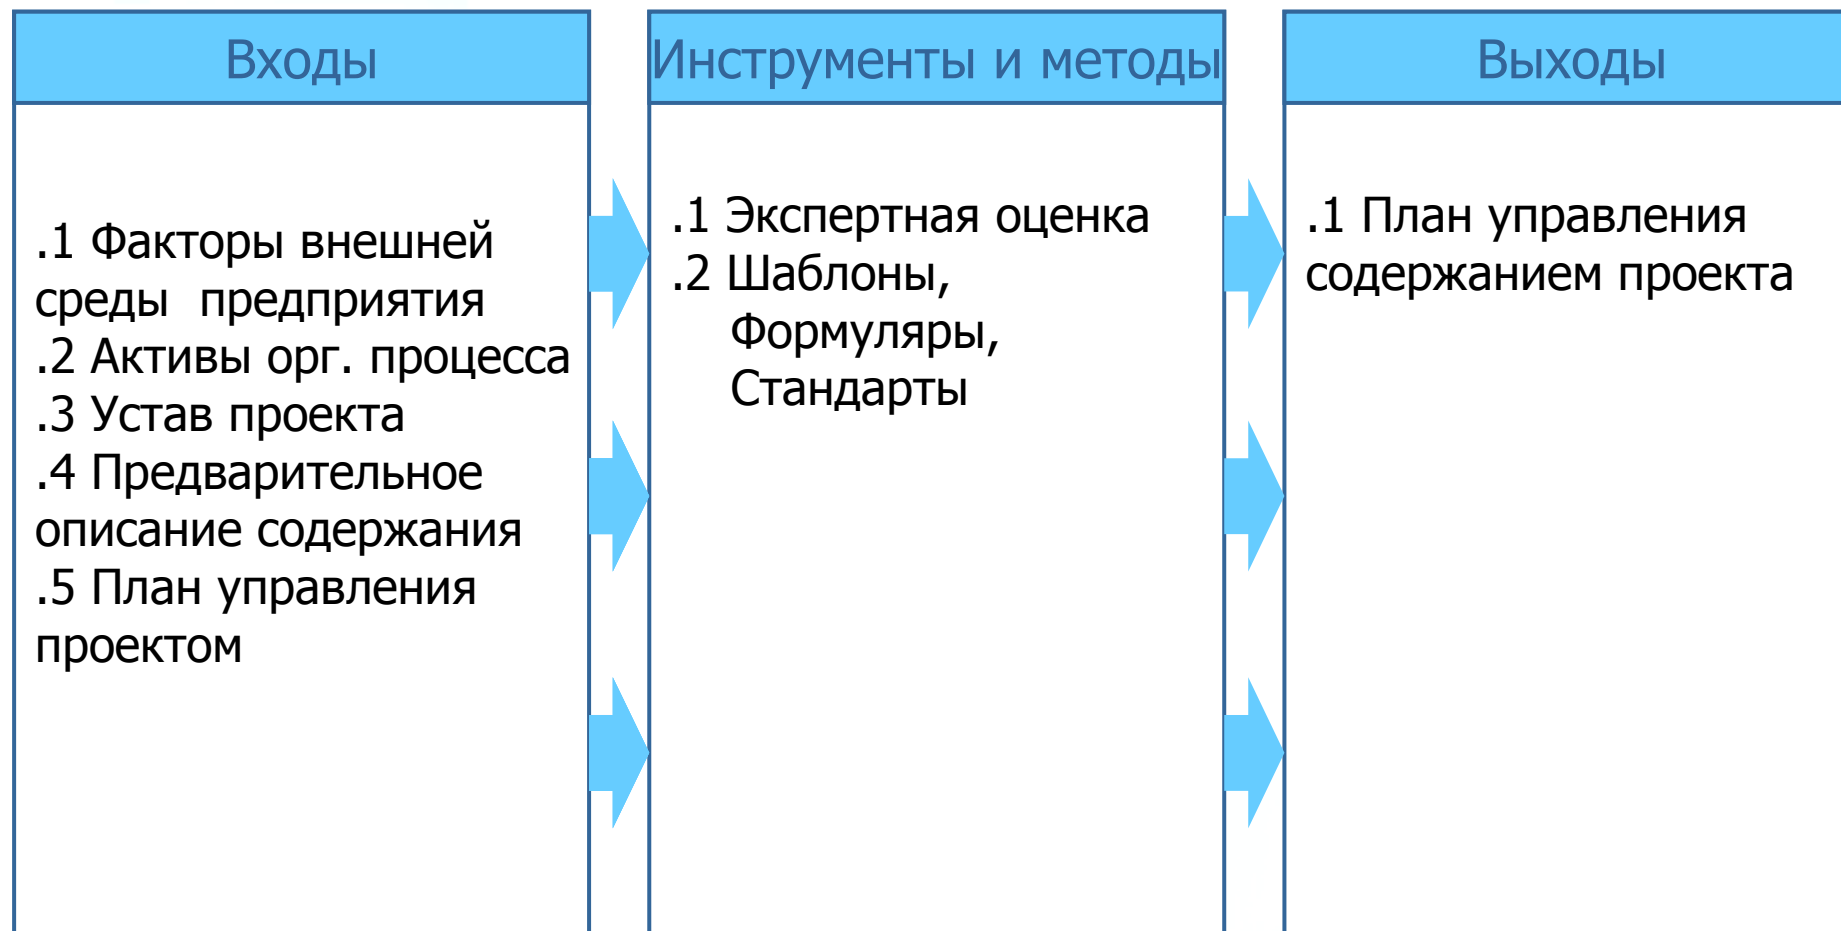 Входы
.1 Факторы внешней
среды  предприятия
.2 Активы орг. процесса
.3 Устав проекта
.4 Предварительное
описание содержания
.5 План управления
проектом
Инструменты и методы
.1 Экспертная оценка
.2 Шаблоны,
Формуляры,
Стандарты
Выходы
.1 План управления
содержанием проекта